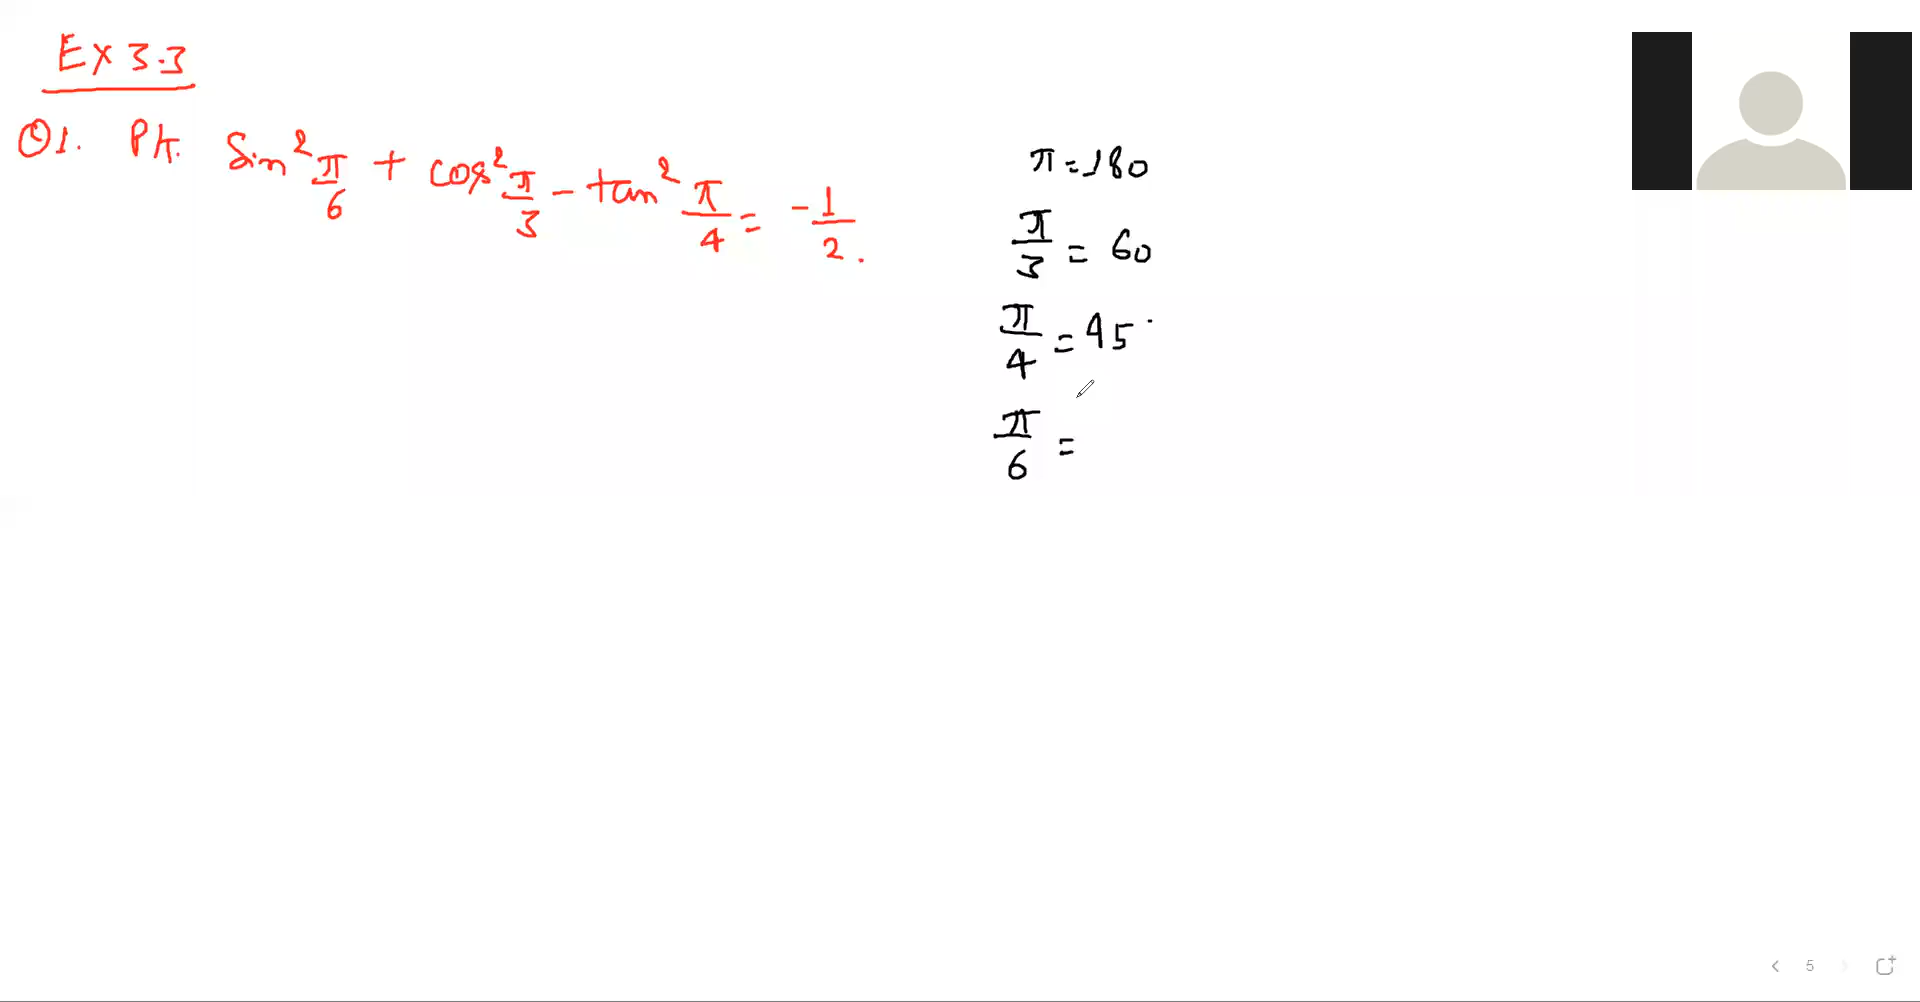 Ex 3.3
Q1. P.t. Sin²π/6 + cos²π/3 - tan²π/4 = -1/2.
π = 180
π/3 = 60
π/4 = 45
π/6 =
5